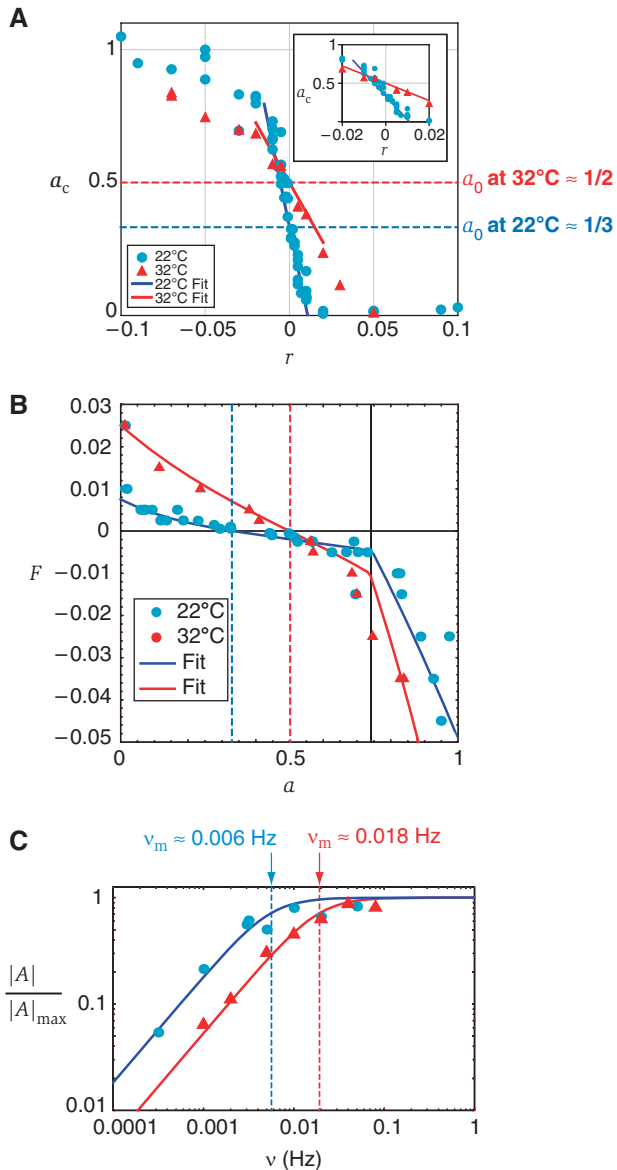 A
1
0.5
0
a_c
−0.1
−0.05
0
0.05
0.1
r
22°C
32°C
22°C Fit
32°C Fit
1
0.5
0
a_c
−0.02
0
0.02
r
a_0 at 32°C ≈ 1/2
a_0 at 22°C ≈ 1/3
B
0.03
0.02
0.01
0
−0.01
−0.02
−0.03
−0.04
−0.05
F
22°C
32°C
Fit
Fit
0
0.5
1
a
C
ν_m ≈ 0.006 Hz
ν_m ≈ 0.018 Hz
1
0.1
0.01
|A|
|A|_max
0.0001
0.001
0.01
0.1
1
ν (Hz)